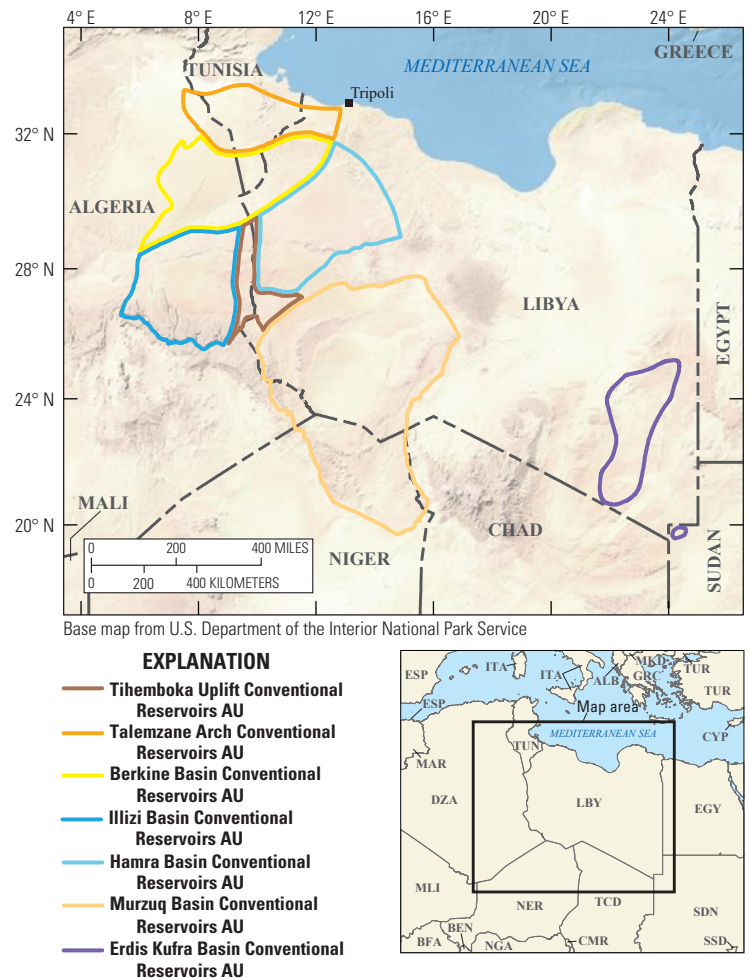 4° E 8° E 12° E 16° E 20° E 24° E
GREECE
TUNISIA
MEDITERRANEAN SEA
Tripoli
32° N
ALGERIA
28° N
LIBYA
EGYPT
24° N
MALI
20° N
CHAD
NIGER
SUDAN
0 200 400 MILES
0 200 400 KILOMETERS
Base map from U.S. Department of the Interior National Park Service
EXPLANATION
Tihemboka Uplift Conventional
Reservoirs AU
Talemzane Arch Conventional
Reservoirs AU
Berkine Basin Conventional
Reservoirs AU
Illizi Basin Conventional
Reservoirs AU
Hamra Basin Conventional
Reservoirs AU
Murzuq Basin Conventional
Reservoirs AU
Erdis Kufra Basin Conventional
Reservoirs AU
ESP
ITA
ITA
ALB
MKD
GRC
TUR
TUR
ESP
Map area
MEDITERRANEAN SEA
CYP
TUN
MAR
DZA
LBY
EGY
MLI
NER
TCD
SDN
BEN
BFA
NGA
CMR
SSD